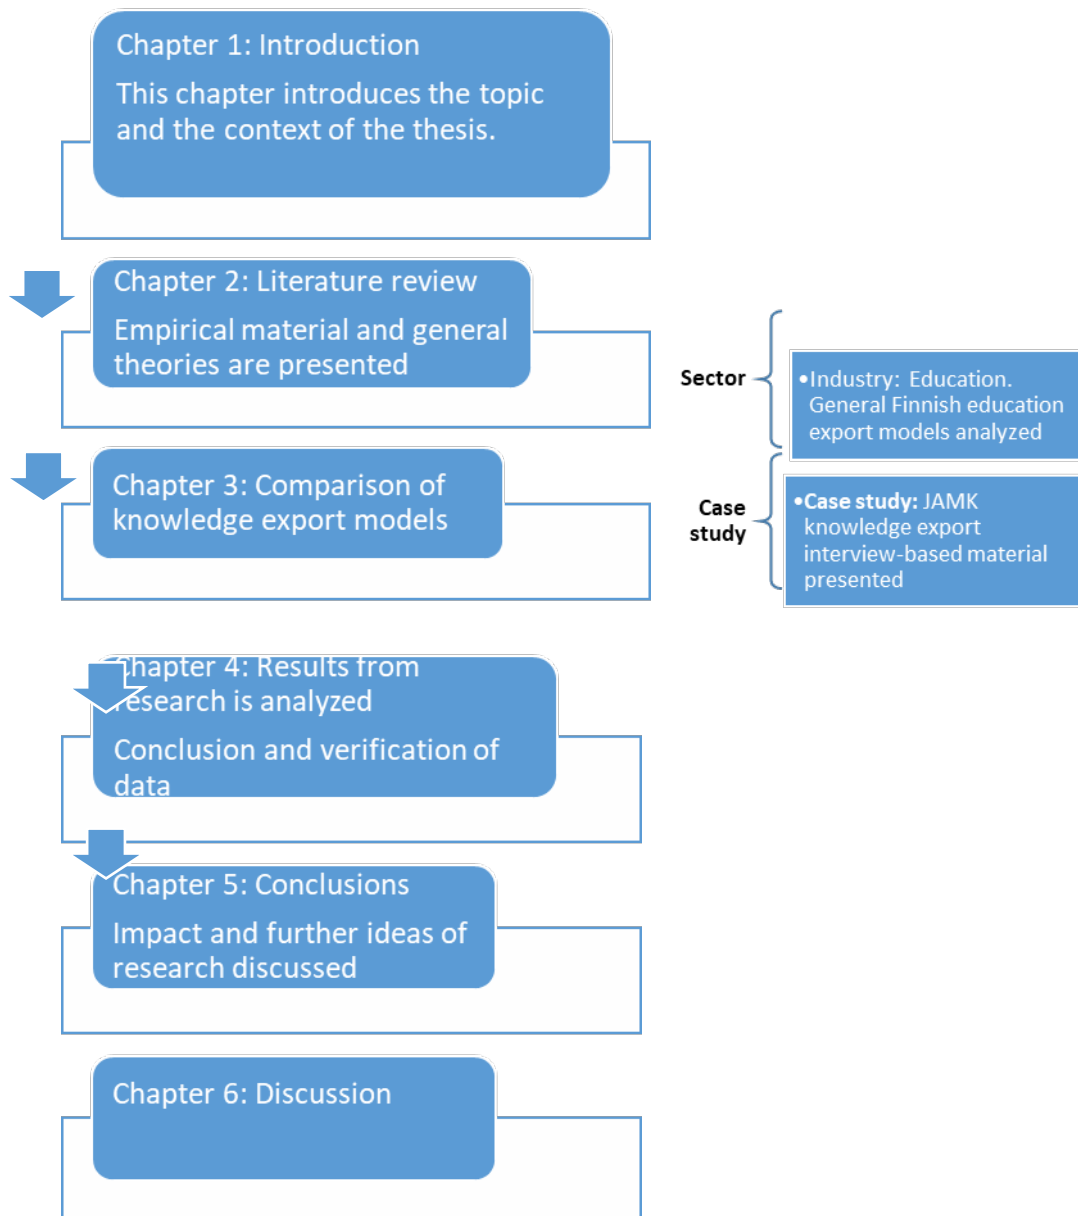 Chapter 1: Introduction
This chapter introduces the topic
and the context of the thesis.
Chapter 2: Literature review
Empirical material and general
theories are presented
Sector
•Industry: Education.
General Finnish education
export models analyzed
Chapter 3: Comparison of
knowledge export models
Case
study
•Case study: JAMK
knowledge export
interview-based material
presented
Chapter 4: Results from
research is analyzed
Conclusion and verification of
data
Chapter 5: Conclusions
Impact and further ideas of
research discussed
Chapter 6: Discussion